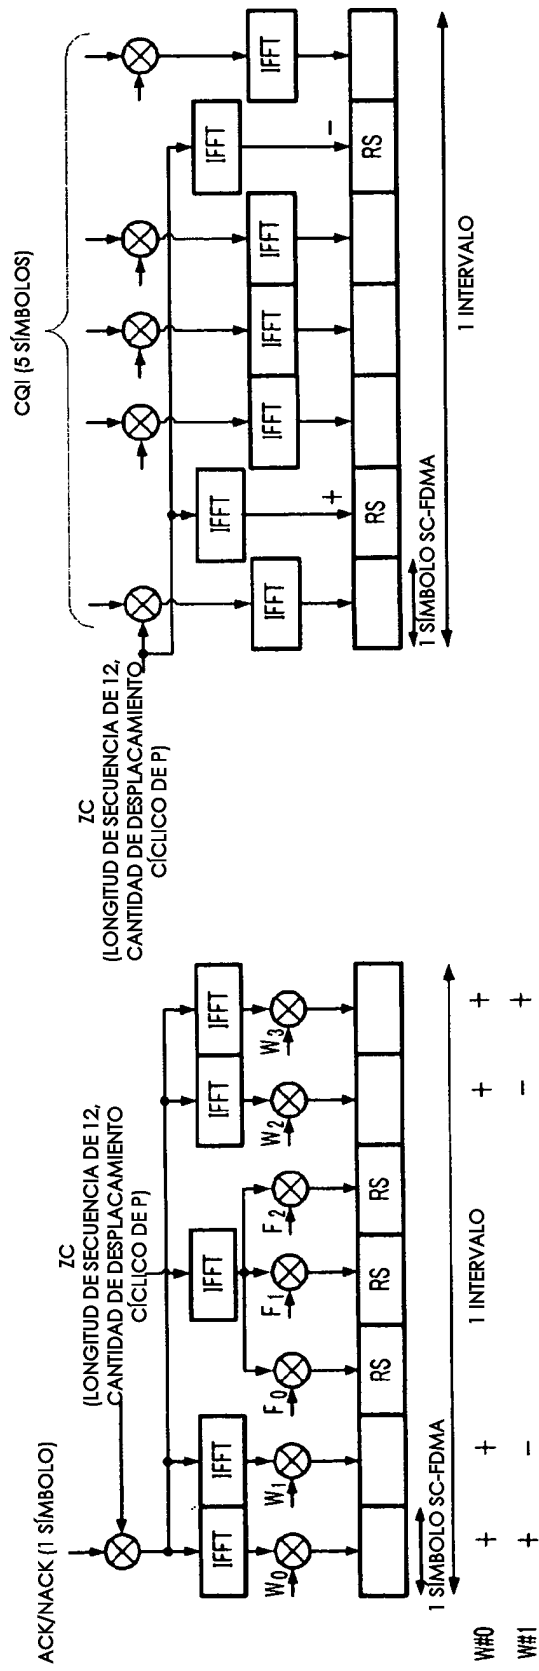 ACK/NACK (1 SÍMBOLO)
ZC
(LONGITUD DE SECUENCIA DE 12,
CANTIDAD DE DESPLACAMIENTO
CÍCLICO DE P)
IFFT
IFFT
IFFT
IFFT
IFFT
W0
W1
F0
F1
F2
W2
W3
RS
RS
RS
1 SÍMBOLO SC-FDMA
1 INTERVALO
W#0 + + + +
W#1 + − − +
CQI (5 SÍMBOLOS)
ZC
(LONGITUD DE SECUENCIA DE 12,
CANTIDAD DE DESPLACAMIENTO
CÍCLICO DE P)
IFFT
IFFT
IFFT
IFFT
IFFT
IFFT
IFFT
+
−
RS
RS
1 SÍMBOLO SC-FDMA
1 INTERVALO